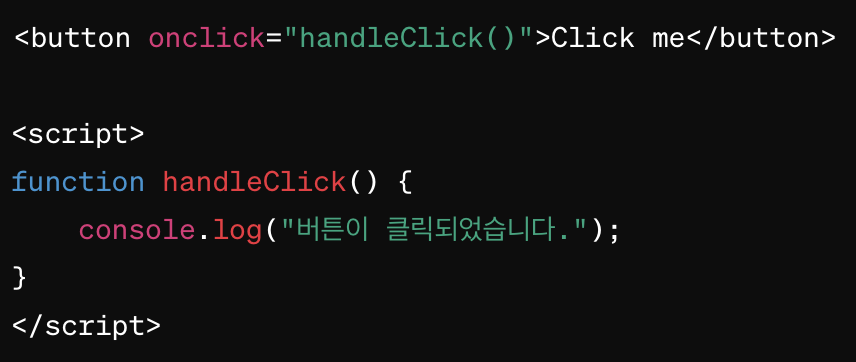 <button onclick="handleClick()">Click me</button>
<script>
function handleClick() {
    console.log("버튼이 클릭되었습니다.");
}
</script>